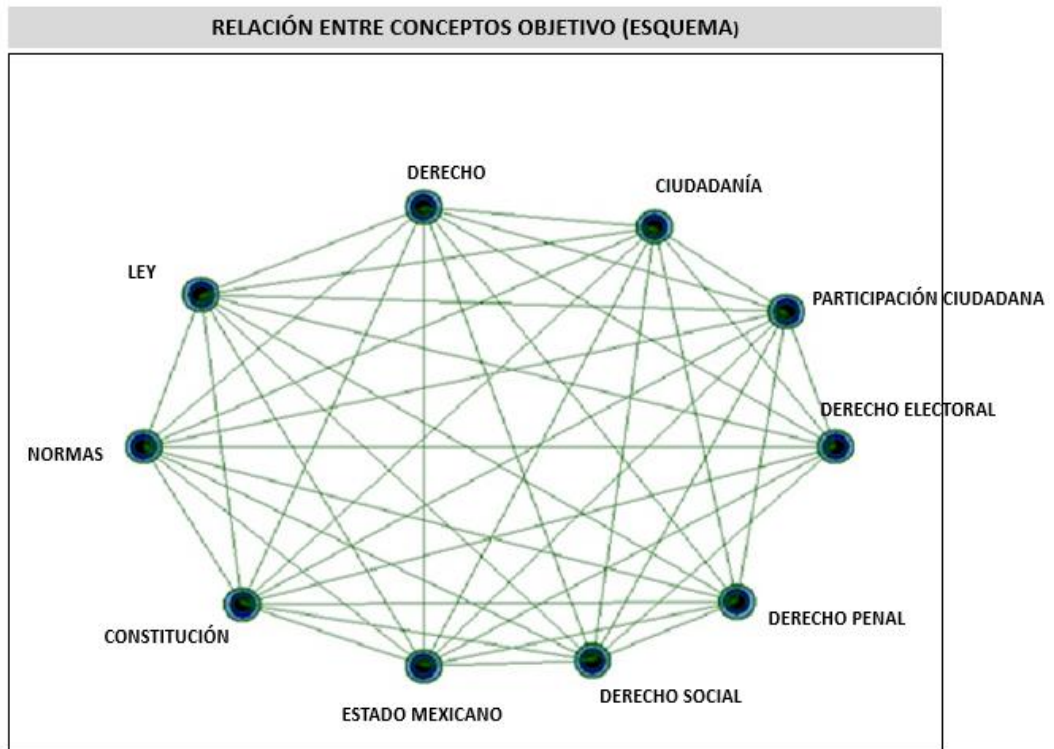 RELACIÓN ENTRE CONCEPTOS OBJETIVO (ESQUEMA)
DERECHO
CIUDADANÍA
LEY
PARTICIPACIÓN CIUDADANA
DERECHO ELECTORAL
NORMAS
DERECHO PENAL
CONSTITUCIÓN
DERECHO SOCIAL
ESTADO MEXICANO